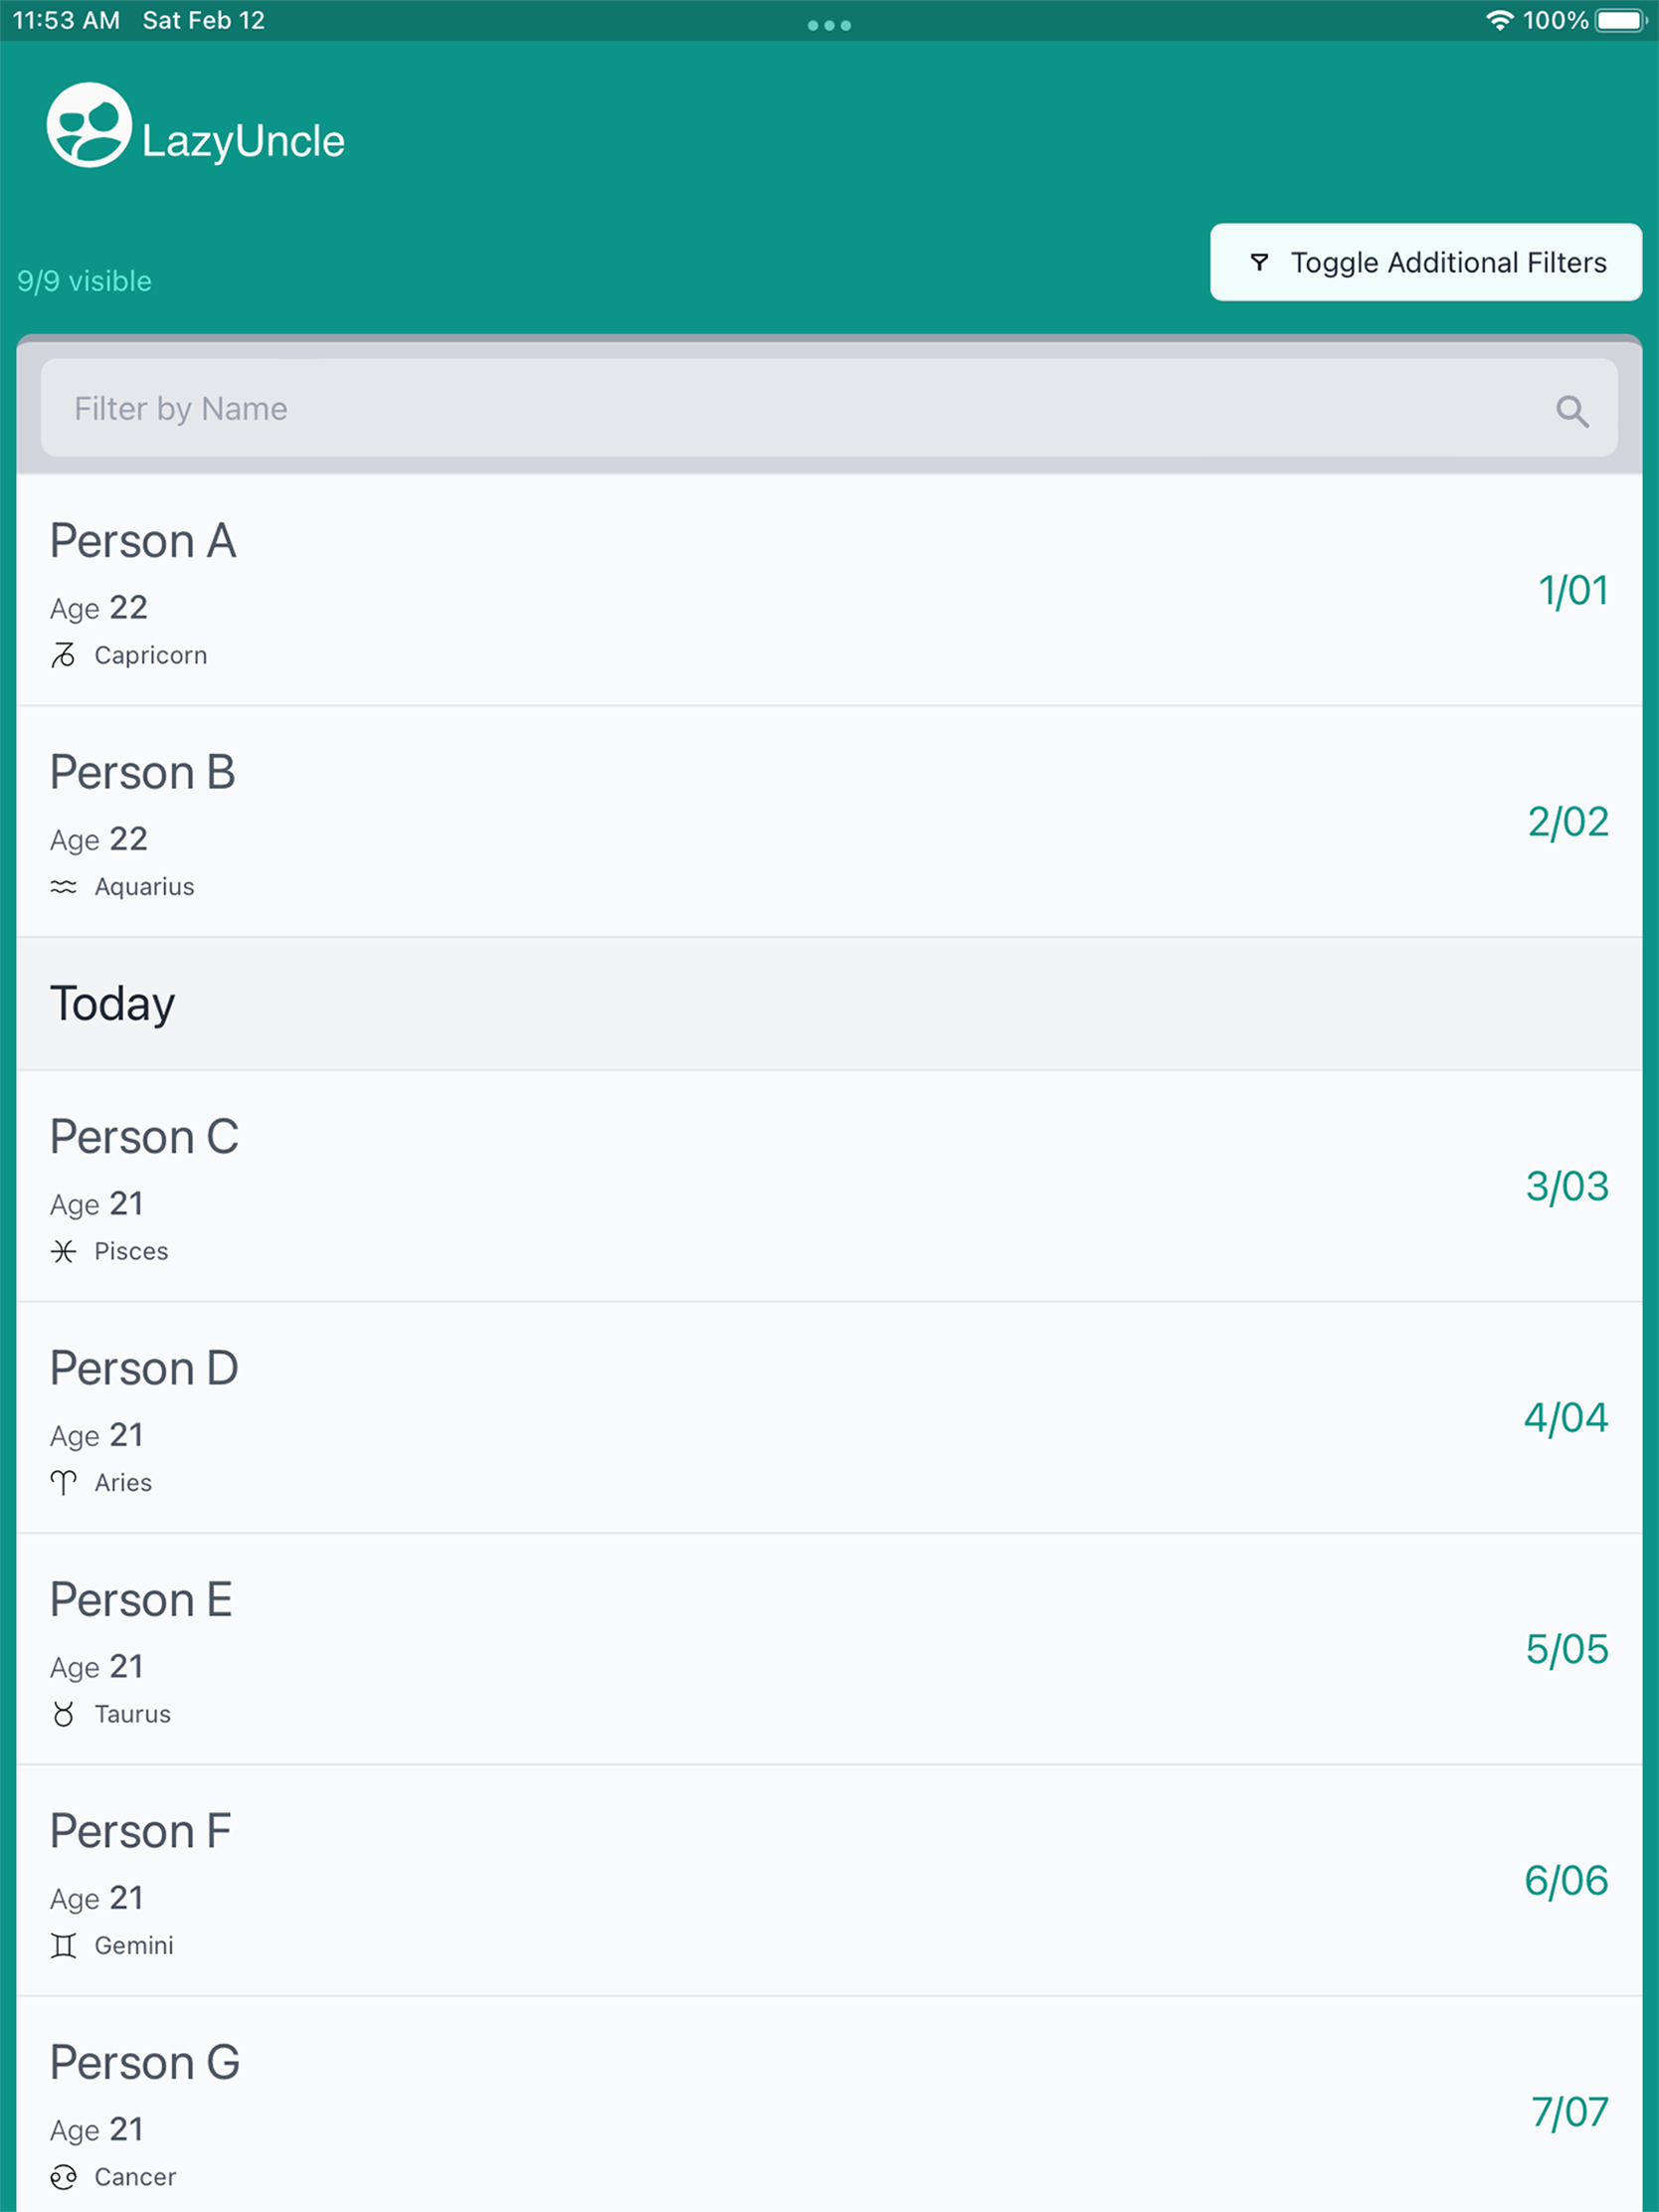 11:53 AM Sat Feb 12 100%
LazyUncle
9/9 visible
Toggle Additional Filters
Filter by Name
Person A
Age 22
1/01
Capricorn
Person B
Age 22
2/02
Aquarius
Today
Person C
Age 21
3/03
Pisces
Person D
Age 21
4/04
Aries
Person E
Age 21
5/05
Taurus
Person F
Age 21
6/06
Gemini
Person G
Age 21
7/07
Cancer